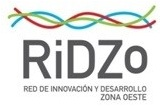 RiDZo
RED DE INNOVACIÓN Y DESARROLLO
ZONA OESTE